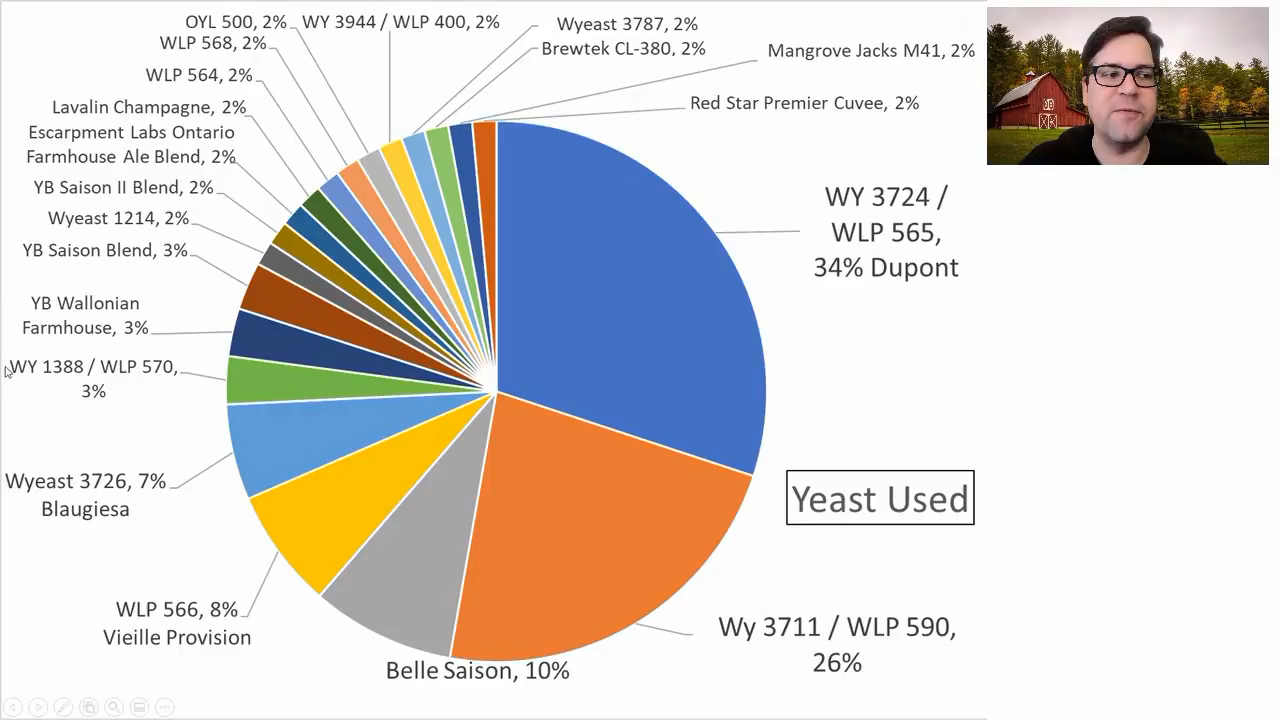 OYL 500, 2%
WY 3944 / WLP 400, 2%
Wyeast 3787, 2%
WLP 568, 2%
Brewtek CL-380, 2%
Mangrove Jacks M41, 2%
WLP 564, 2%
Red Star Premier Cuvee, 2%
Lavalin Champagne, 2%
Escarpment Labs Ontario
Farmhouse Ale Blend, 2%
YB Saison II Blend, 2%
Wyeast 1214, 2%
YB Saison Blend, 3%
YB Wallonian
Farmhouse, 3%
WY 1388 / WLP 570,
3%
Wyeast 3726, 7%
Blaugiesa
WLP 566, 8%
Vieille Provision
Belle Saison, 10%
WY 3724 /
WLP 565,
34% Dupont
Yeast Used
Wy 3711 / WLP 590,
26%